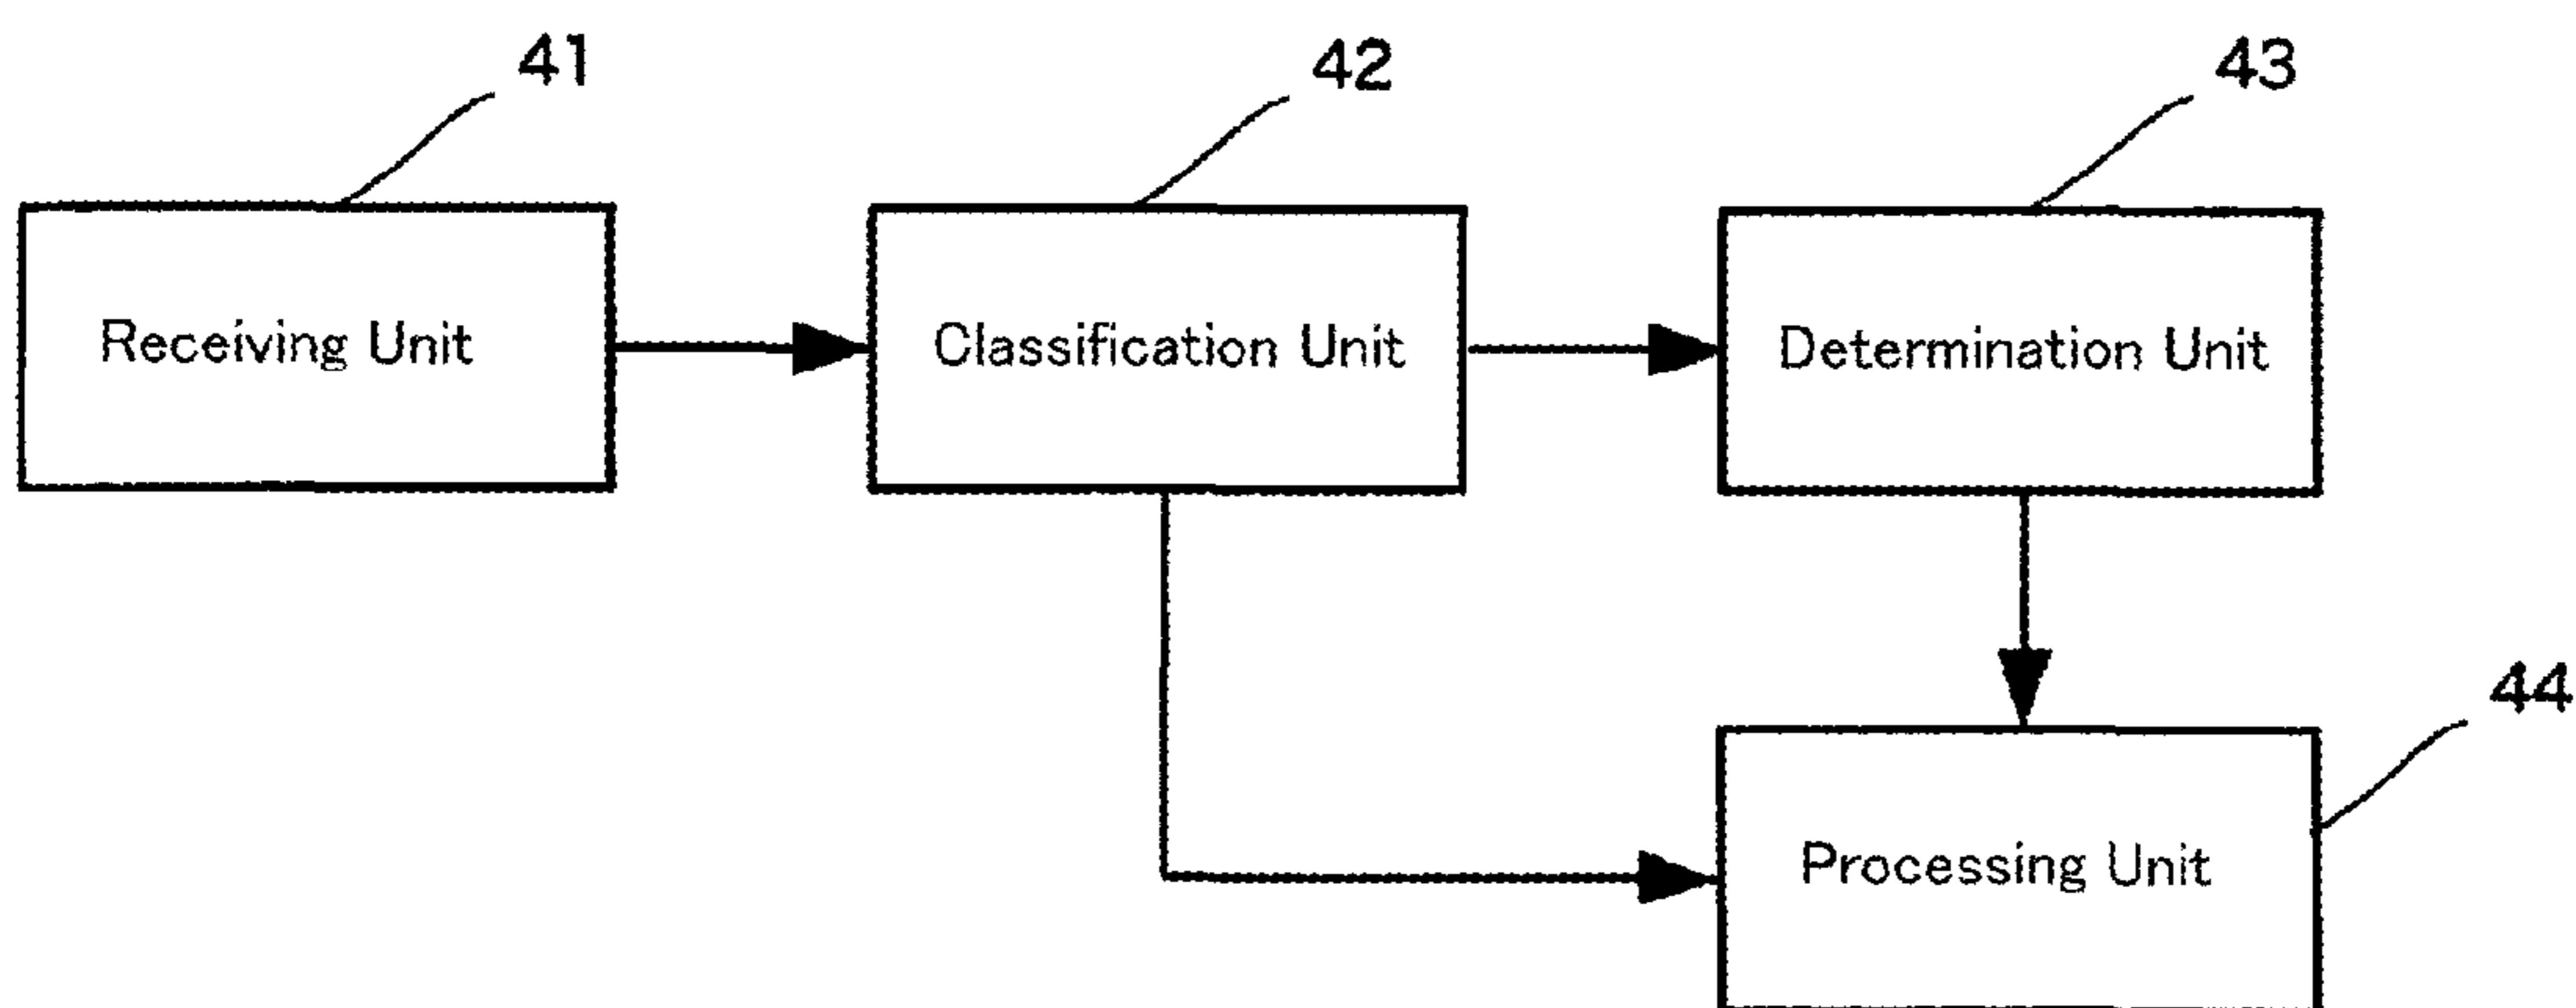 41
42
43
Receiving Unit
Classification Unit
Determination Unit
44
Processing Unit